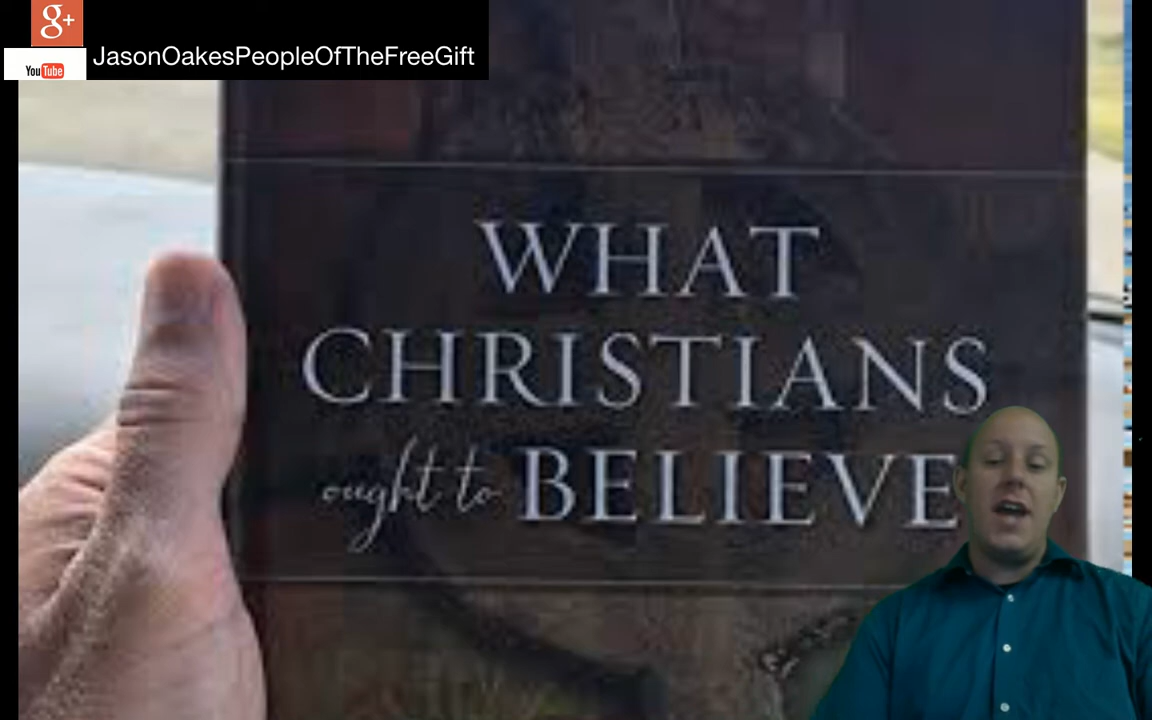 g+
YouTube JasonOakesPeopleOfTheFreeGift
WHAT
CHRISTIANS
ought to BELIEVE